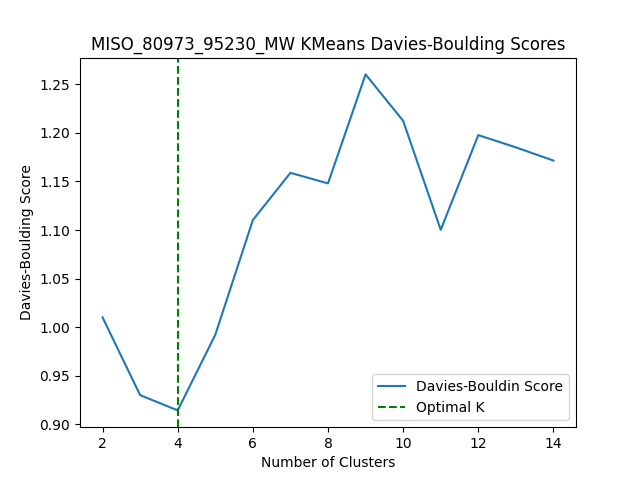 MISO_80973_95230_MW KMeans Davies-Boulding Scores
Davies-Boulding Score
1.25
1.20
1.15
1.10
1.05
1.00
0.95
0.90
2 4 6 8 10 12 14
Number of Clusters
Davies-Bouldin Score
Optimal K